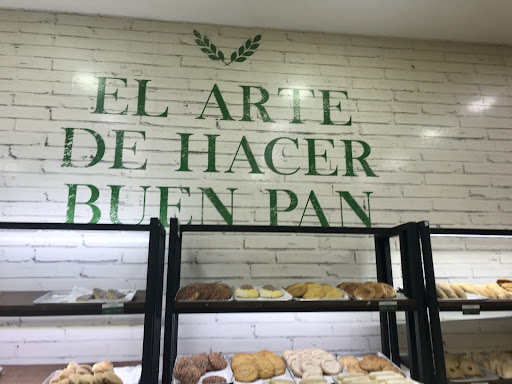 EL ARTE
DE HACER
BUEN PAN